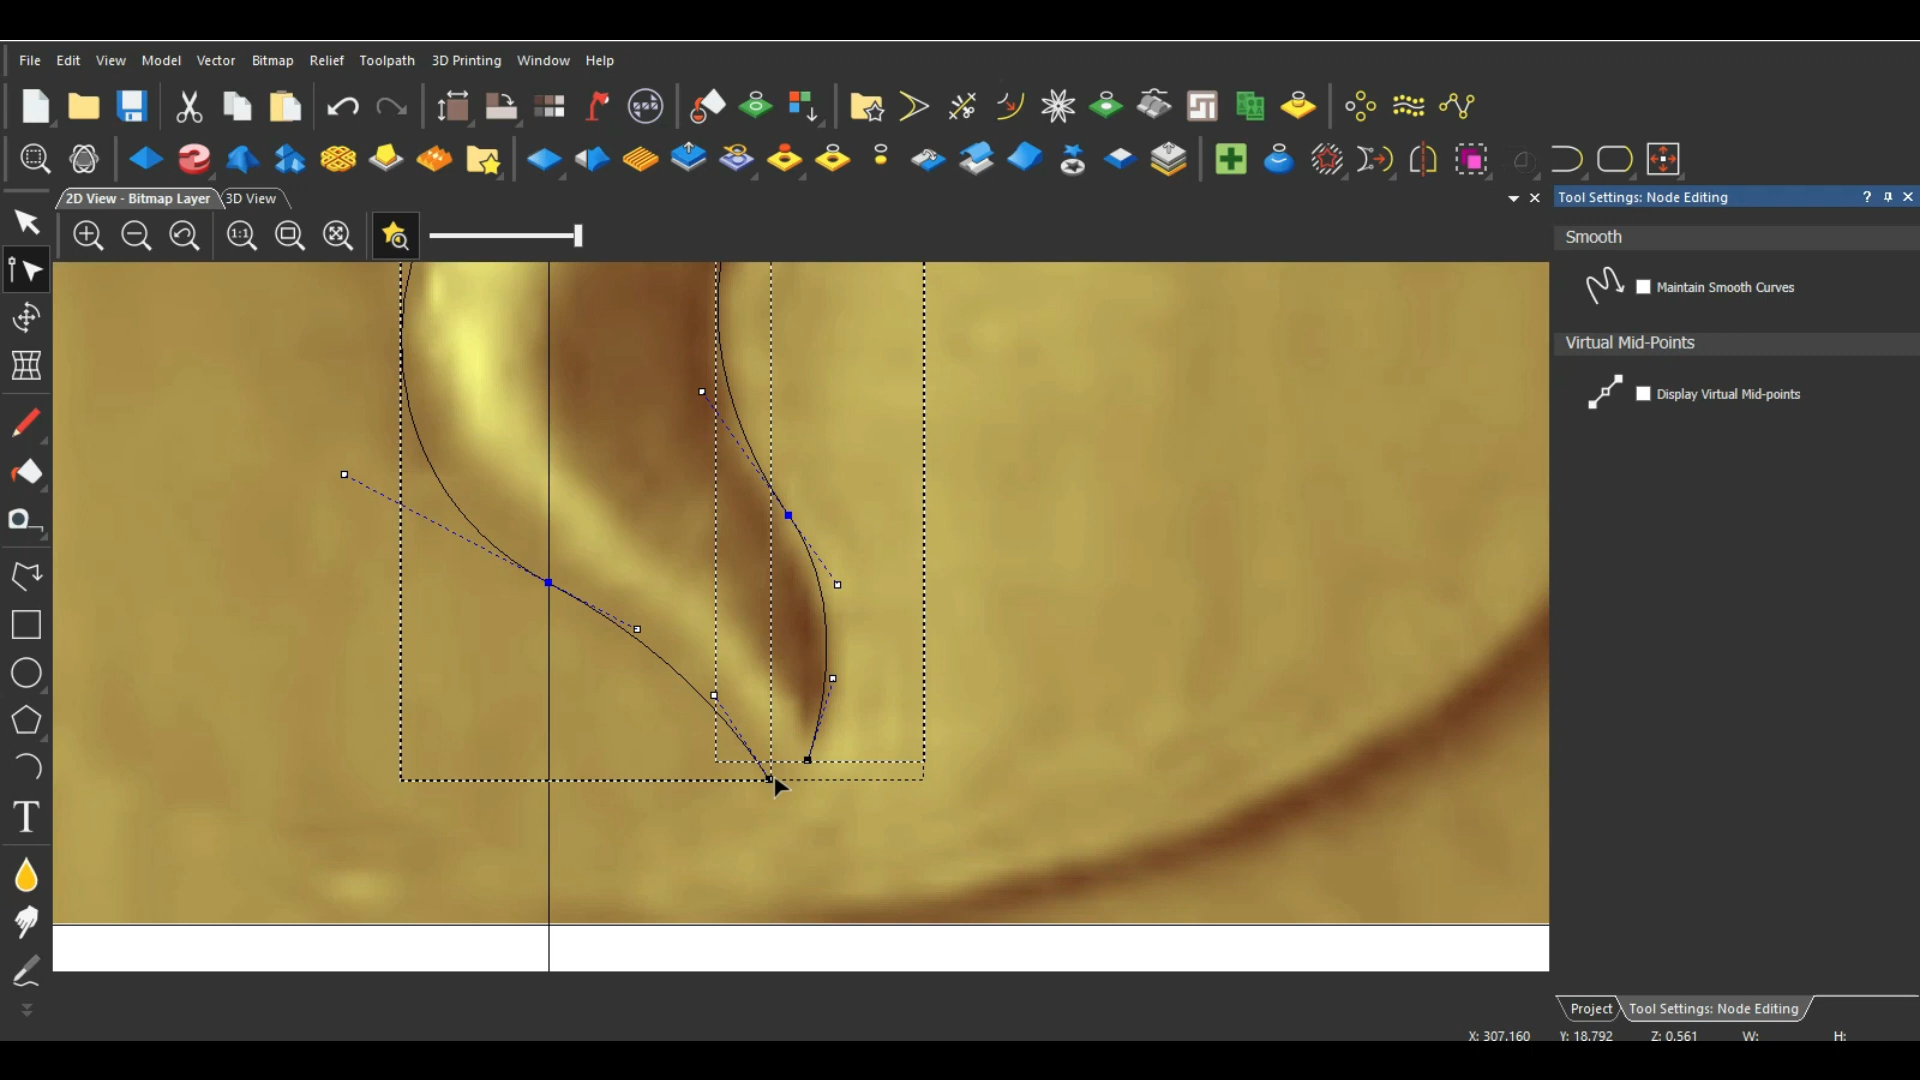 File Edit View Model Vector Bitmap Relief Toolpath 3D Printing Window Help
2D View - Bitmap Layer 3D View
1:1
Tool Settings: Node Editing
Smooth
Maintain Smooth Curves
Virtual Mid-Points
Display Virtual Mid-points
T
Project Tool Settings: Node Editing
X: 307.160 Y: 18.792 Z: 0.561 W: H: